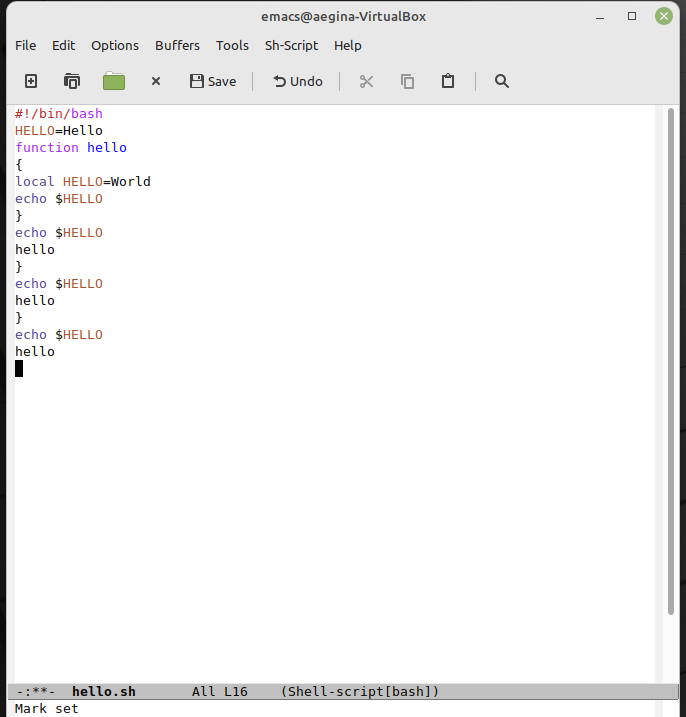 emacs@aegina-VirtualBox
File Edit Options Buffers Tools Sh-Script Help
Save Undo
#!/bin/bash
HELLO=Hello
function hello
{
local HELLO=World
echo $HELLO
}
echo $HELLO
hello
}
echo $HELLO
hello
}
echo $HELLO
hello
-:**- hello.sh All L16 (Shell-script[bash])
Mark set